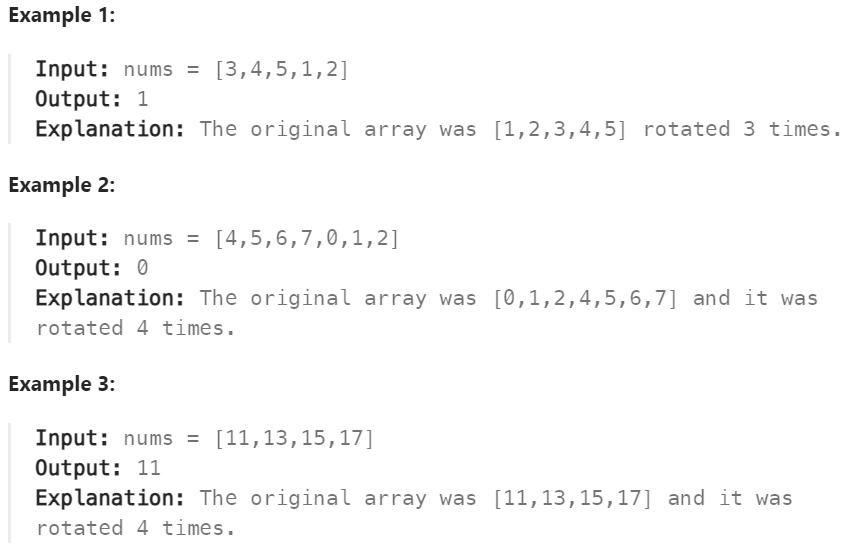 Example 1:
Input: nums = [3,4,5,1,2]
Output: 1
Explanation: The original array was [1,2,3,4,5] rotated 3 times.
Example 2:
Input: nums = [4,5,6,7,0,1,2]
Output: 0
Explanation: The original array was [0,1,2,4,5,6,7] and it was
rotated 4 times.
Example 3:
Input: nums = [11,13,15,17]
Output: 11
Explanation: The original array was [11,13,15,17] and it was
rotated 4 times.